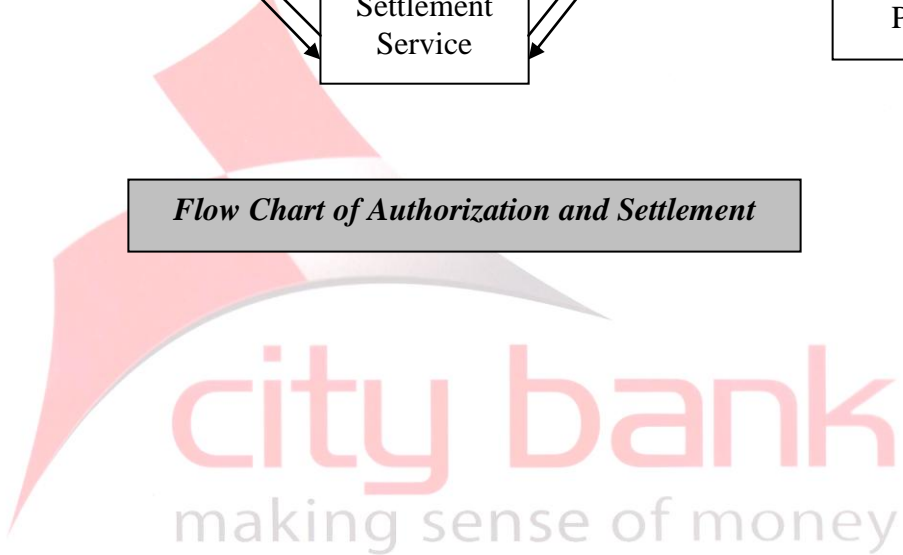 Settlement
Service
P
Flow Chart of Authorization and Settlement
city bank
making sense of money